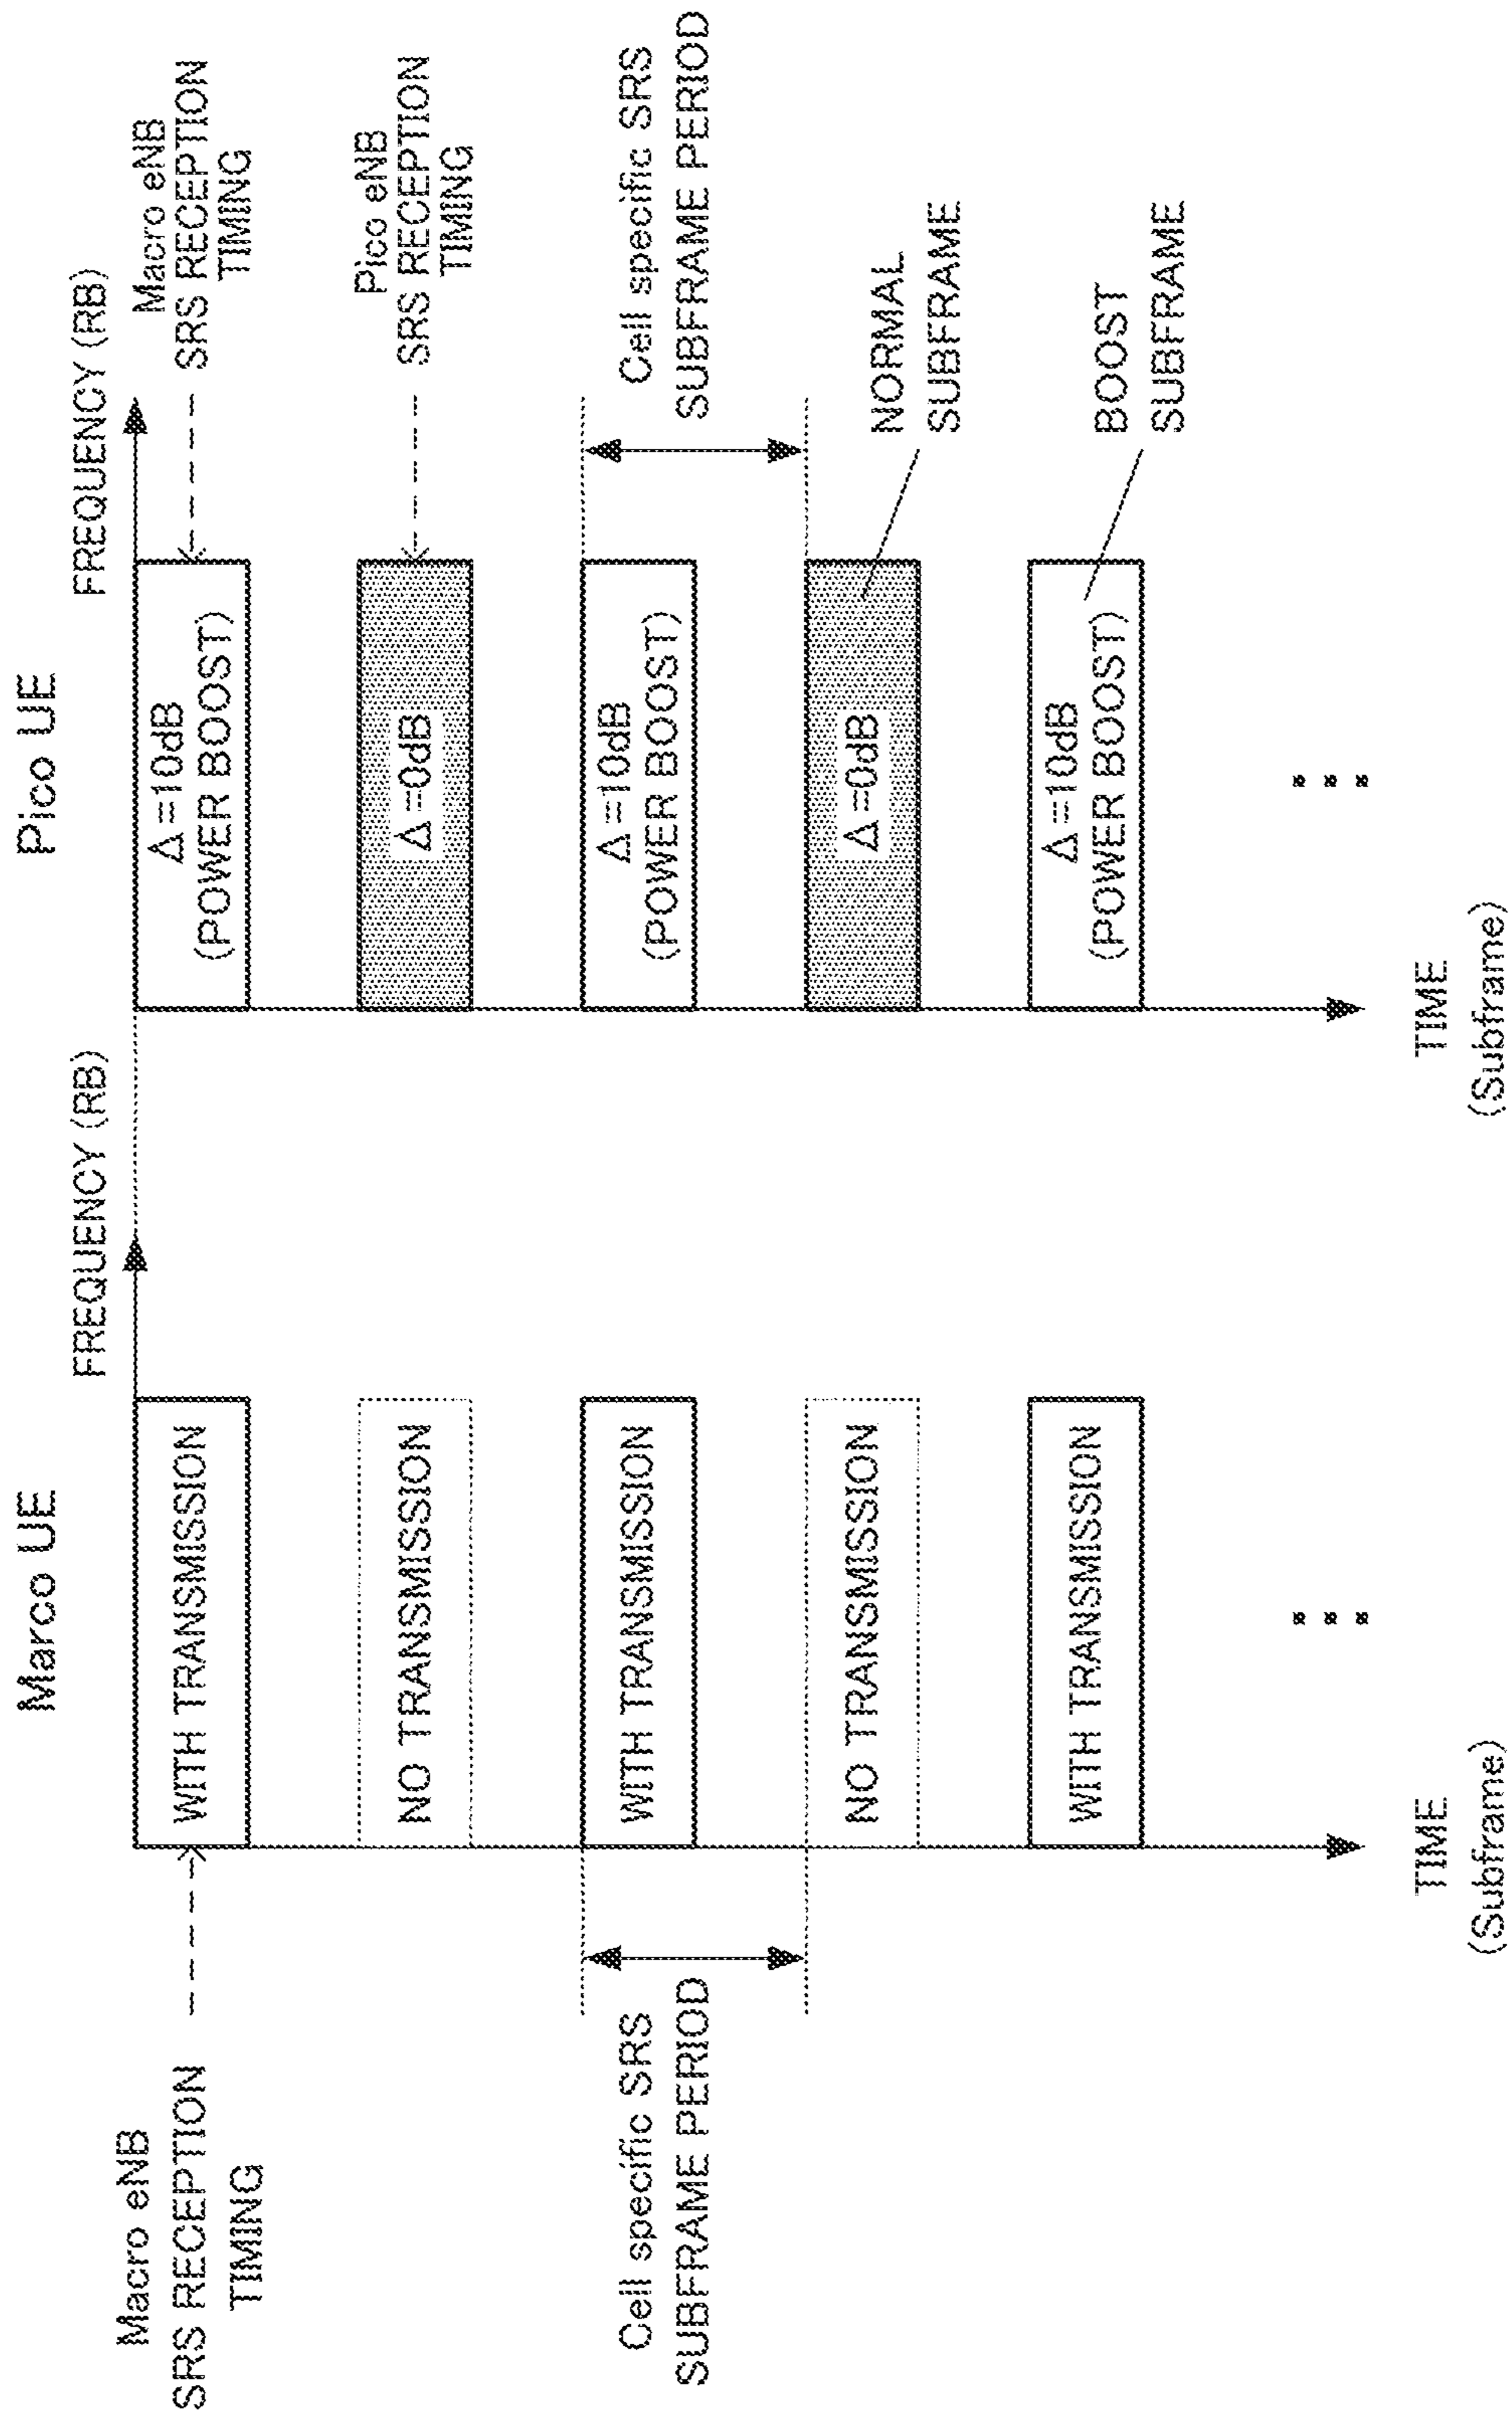 Marco UE
Macro eNB
SRS RECEPTION
TIMING
FREQUENCY (RB)
WITH TRANSMISSION
NO TRANSMISSION
Cell specific SRS
SUBFRAME PERIOD
WITH TRANSMISSION
NO TRANSMISSION
WITH TRANSMISSION
TIME
(Subframe)
Pico UE
FREQUENCY (RB)
Δ=10dB
(POWER BOOST)
Macro eNB
SRS RECEPTION
TIMING
Δ=0dB
Pico eNB
SRS RECEPTION
TIMING
Δ=10dB
(POWER BOOST)
Cell specific SRS
SUBFRAME PERIOD
Δ=0dB
NORMAL
SUBFRAME
Δ=10dB
(POWER BOOST)
BOOST
SUBFRAME
TIME
(Subframe)